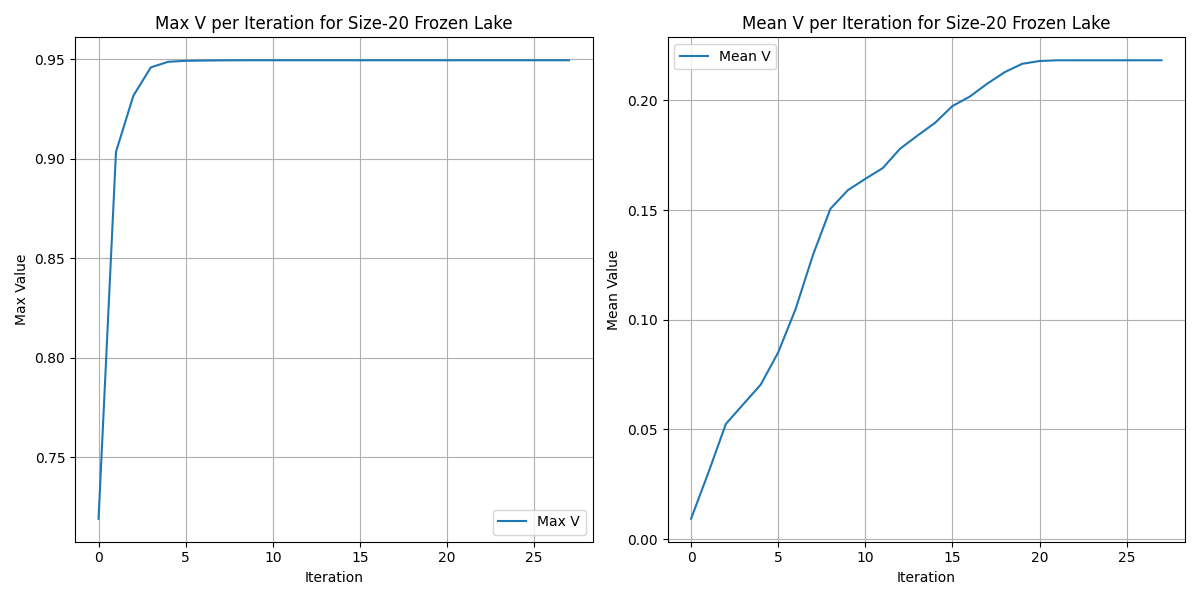 Max V per Iteration for Size-20 Frozen Lake
0.95
0.90
0.85
0.80
0.75
Max Value
0 5 10 15 20 25
Iteration
Max V
Mean V per Iteration for Size-20 Frozen Lake
Mean V
0.20
0.15
0.10
0.05
0.00
Mean Value
0 5 10 15 20 25
Iteration